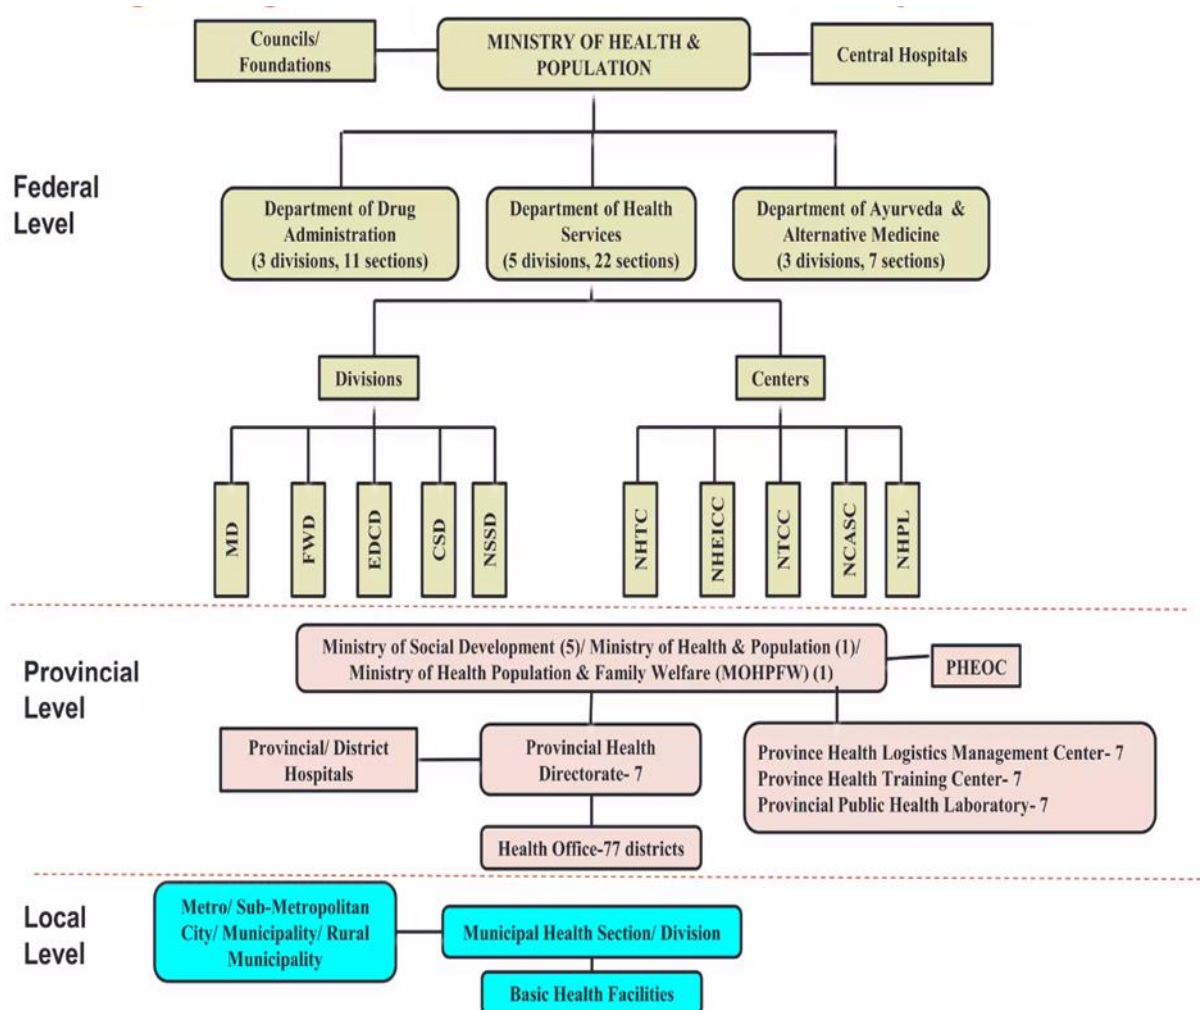 Councils/
Foundations
MINISTRY OF HEALTH &
POPULATION
Central Hospitals
Federal
Level
Department of Drug
Administration
(3 divisions, 11 sections)
Department of Health
Services
(5 divisions, 22 sections)
Department of Ayurveda &
Alternative Medicine
(3 divisions, 7 sections)
Divisions
Centers
MD
FWD
EDCD
CSD
NSSD
NHTC
NHEICC
NTCC
NCASC
NHPL
Provincial
Level
Ministry of Social Development (5)/ Ministry of Health & Population (1)/
Ministry of Health Population & Family Welfare (MOHPFW) (1)
PHEOC
Provincial/ District
Hospitals
Provincial Health
Directorate- 7
Province Health Logistics Management Center- 7
Province Health Training Center- 7
Provincial Public Health Laboratory- 7
Health Office-77 districts
Local
Level
Metro/ Sub-Metropolitan
City/ Municipality/ Rural
Municipality
Municipal Health Section/ Division
Basic Health Facilities